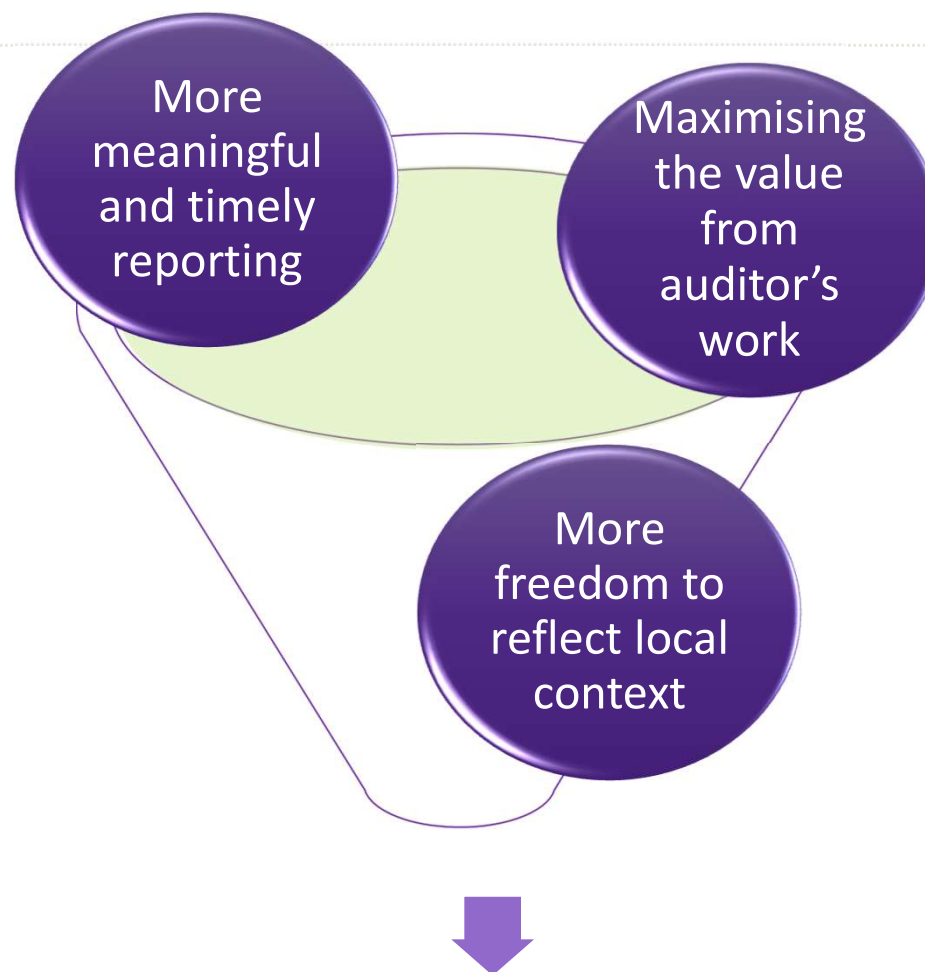 More
meaningful
and timely
reporting
Maximising
the value
from
auditor’s
work
More
freedom to
reflect local
context